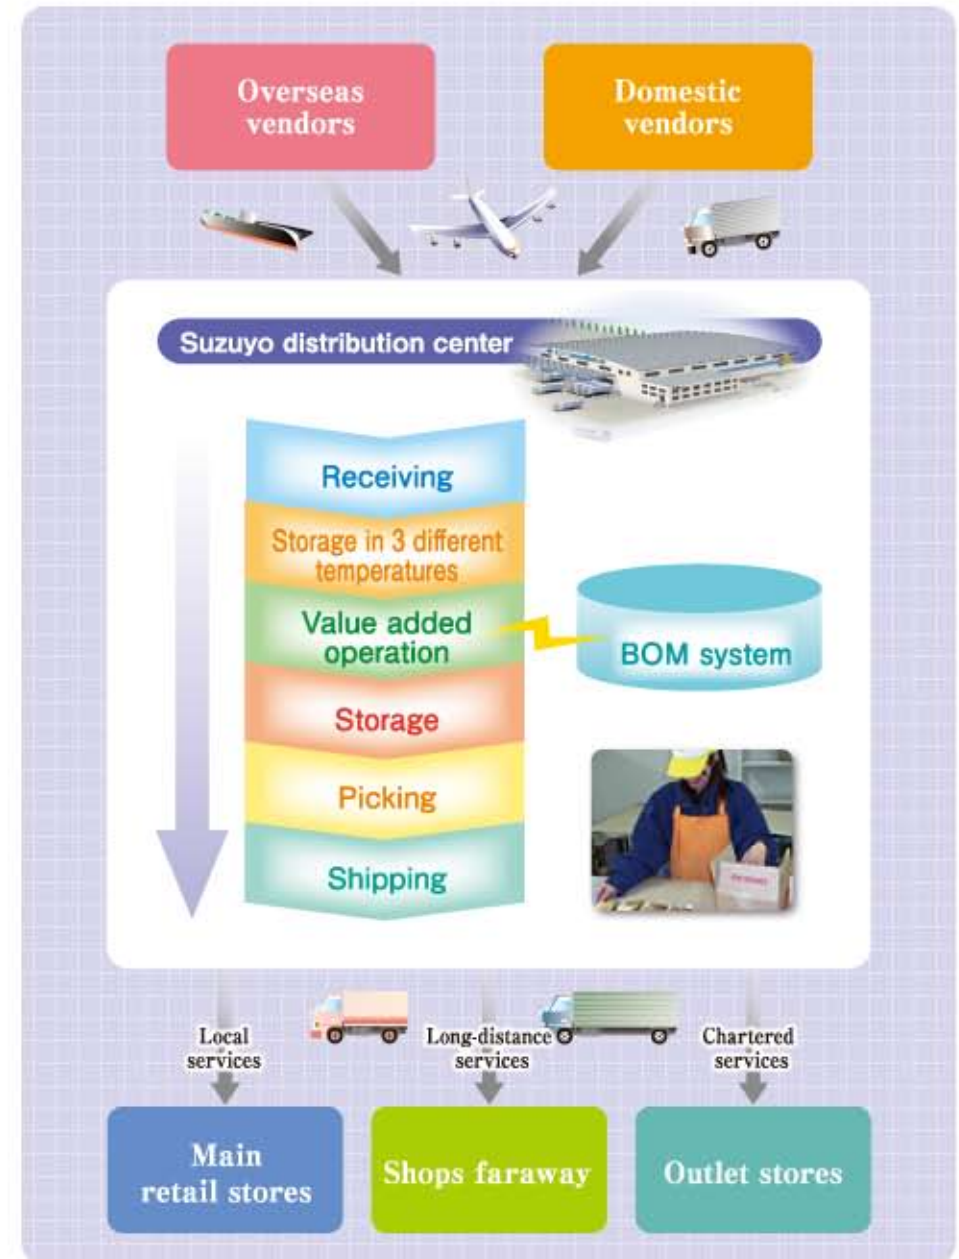 Overseas
vendors
Domestic
vendors
Suzuyo distribution center
Receiving
Storage in 3 different
temperatures
Value added
operation
BOM system
Storage
Picking
Shipping
Local
services
Long-distance
services
Chartered
services
Main
retail stores
Shops faraway
Outlet stores